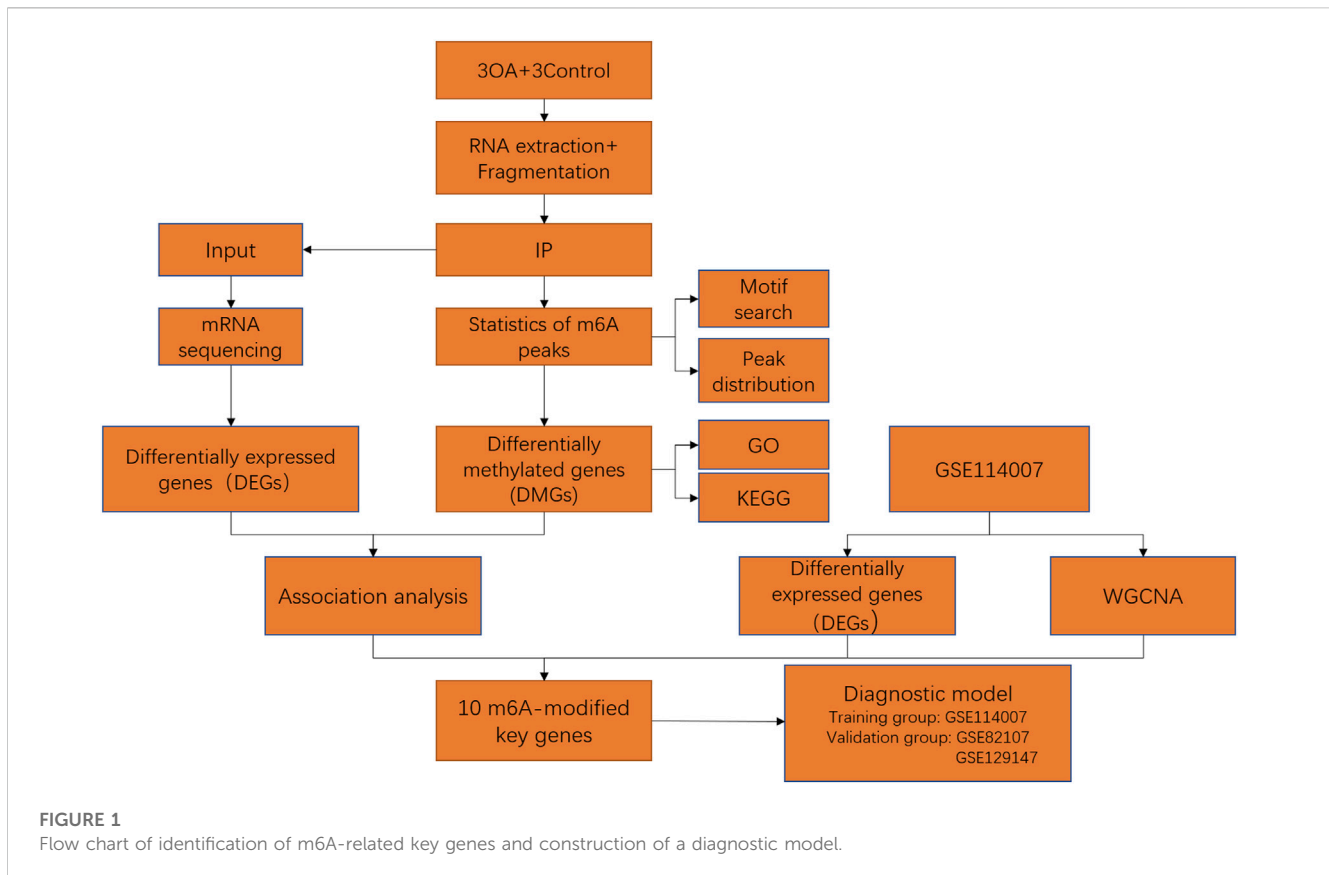 3OA+3Control
RNA extraction+
Fragmentation
Input
IP
Motif
search
mRNA
sequencing
Statistics of m6A
peaks
Peak
distribution
Differentially expressed
genes（DEGs）
Differentially
methylated genes
(DMGs)
GO
KEGG
GSE114007
Association analysis
Differentially
expressed genes
(DEGs）
WGCNA
10 m6A-modified
key genes
Diagnostic model
Training group: GSE114007
Validation group: GSE82107
GSE129147
FIGURE 1
Flow chart of identification of m6A-related key genes and construction of a diagnostic model.